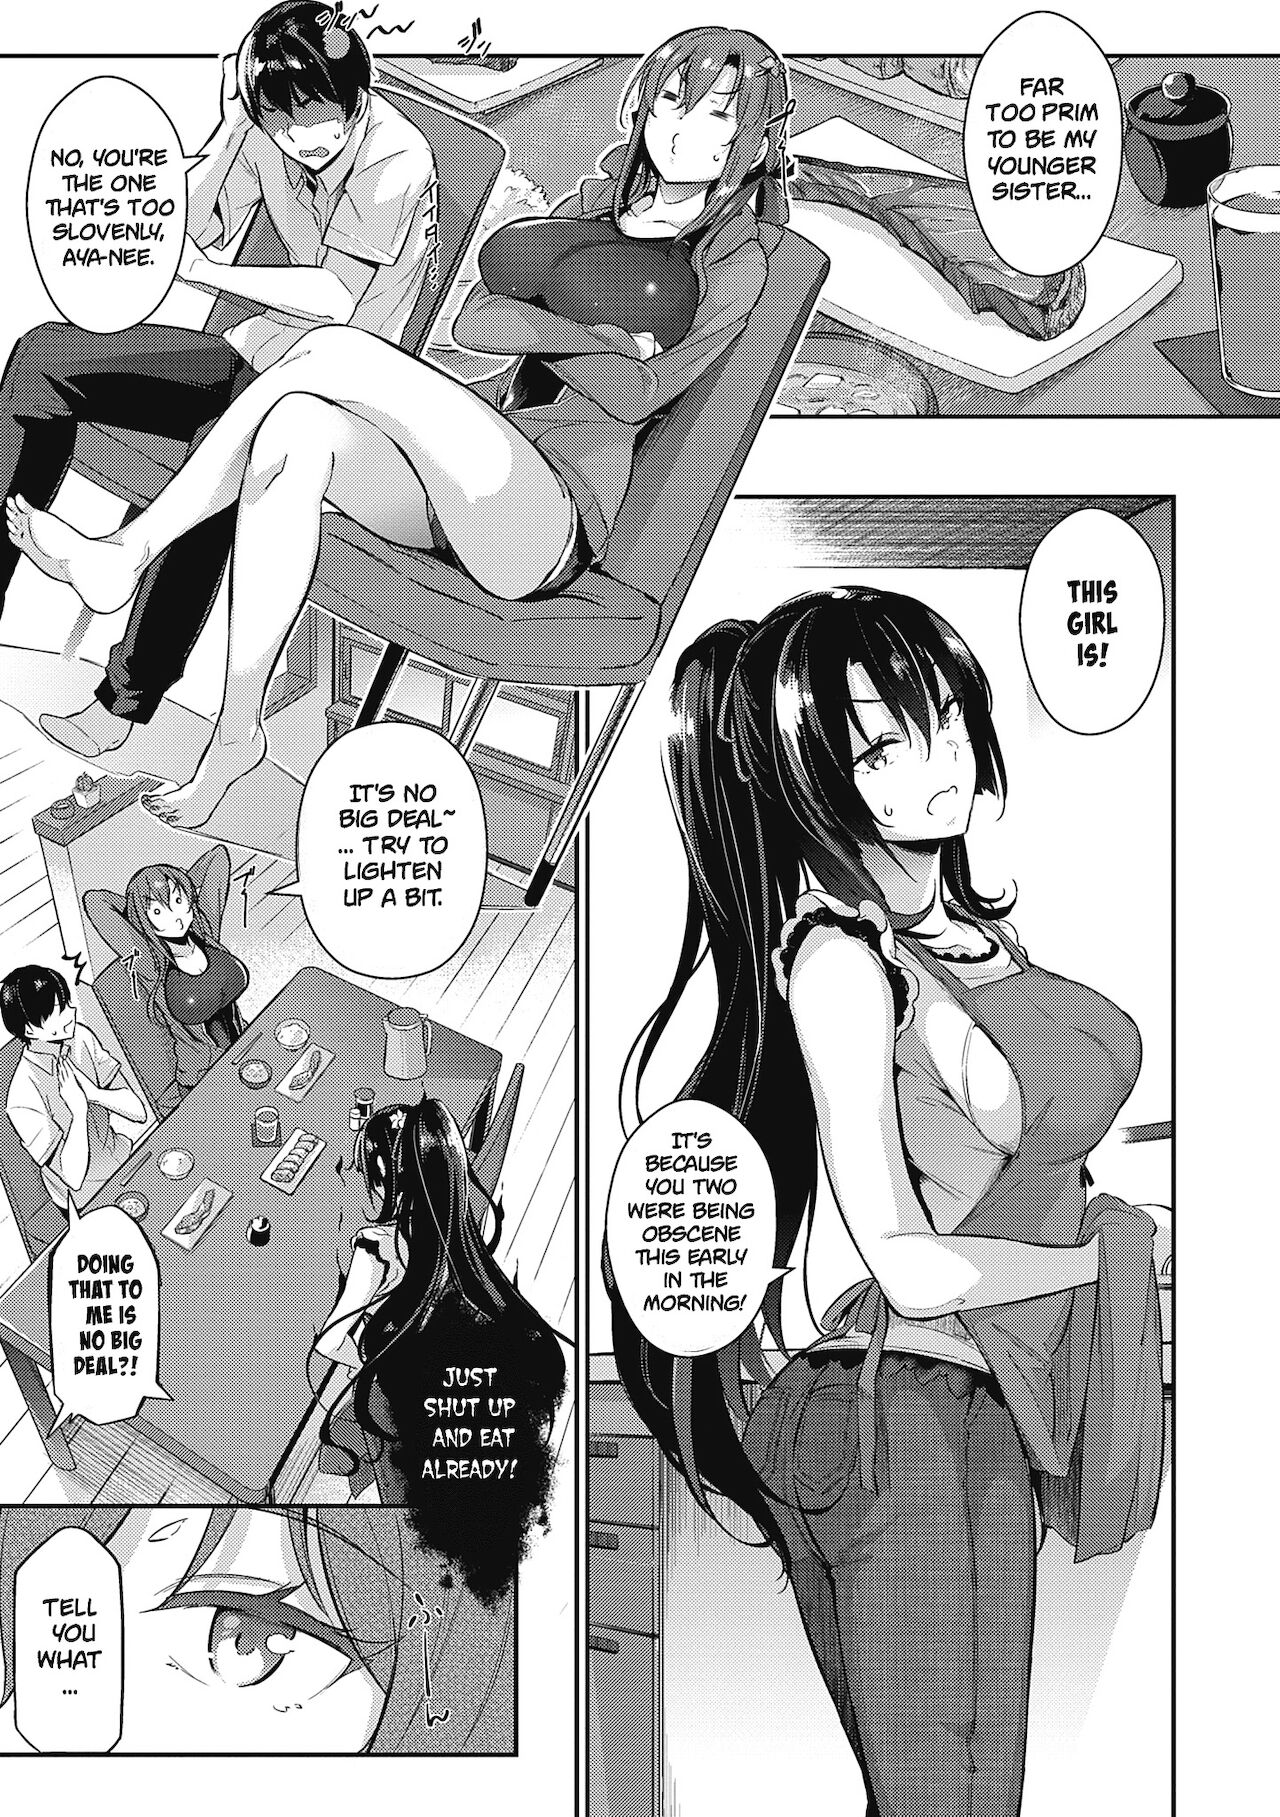 FAR
TOO PRIM
TO BE MY
YOUNGER
SISTER...
NO, YOU'RE
THE ONE
THAT'S TOO
SLOVENLY,
AYA-NEE.
THIS
GIRL
IS!
IT'S
BECAUSE
YOU TWO
WERE BEING
OBSCENE
THIS EARLY
IN THE
MORNING!
IT'S NO
BIG DEAL~
... TRY TO
LIGHTEN
UP A BIT.
DOING
THAT TO
ME IS
NO BIG
DEAL?!
JUST
SHUT UP
AND EAT
ALREADY!
TELL
YOU
WHAT
...